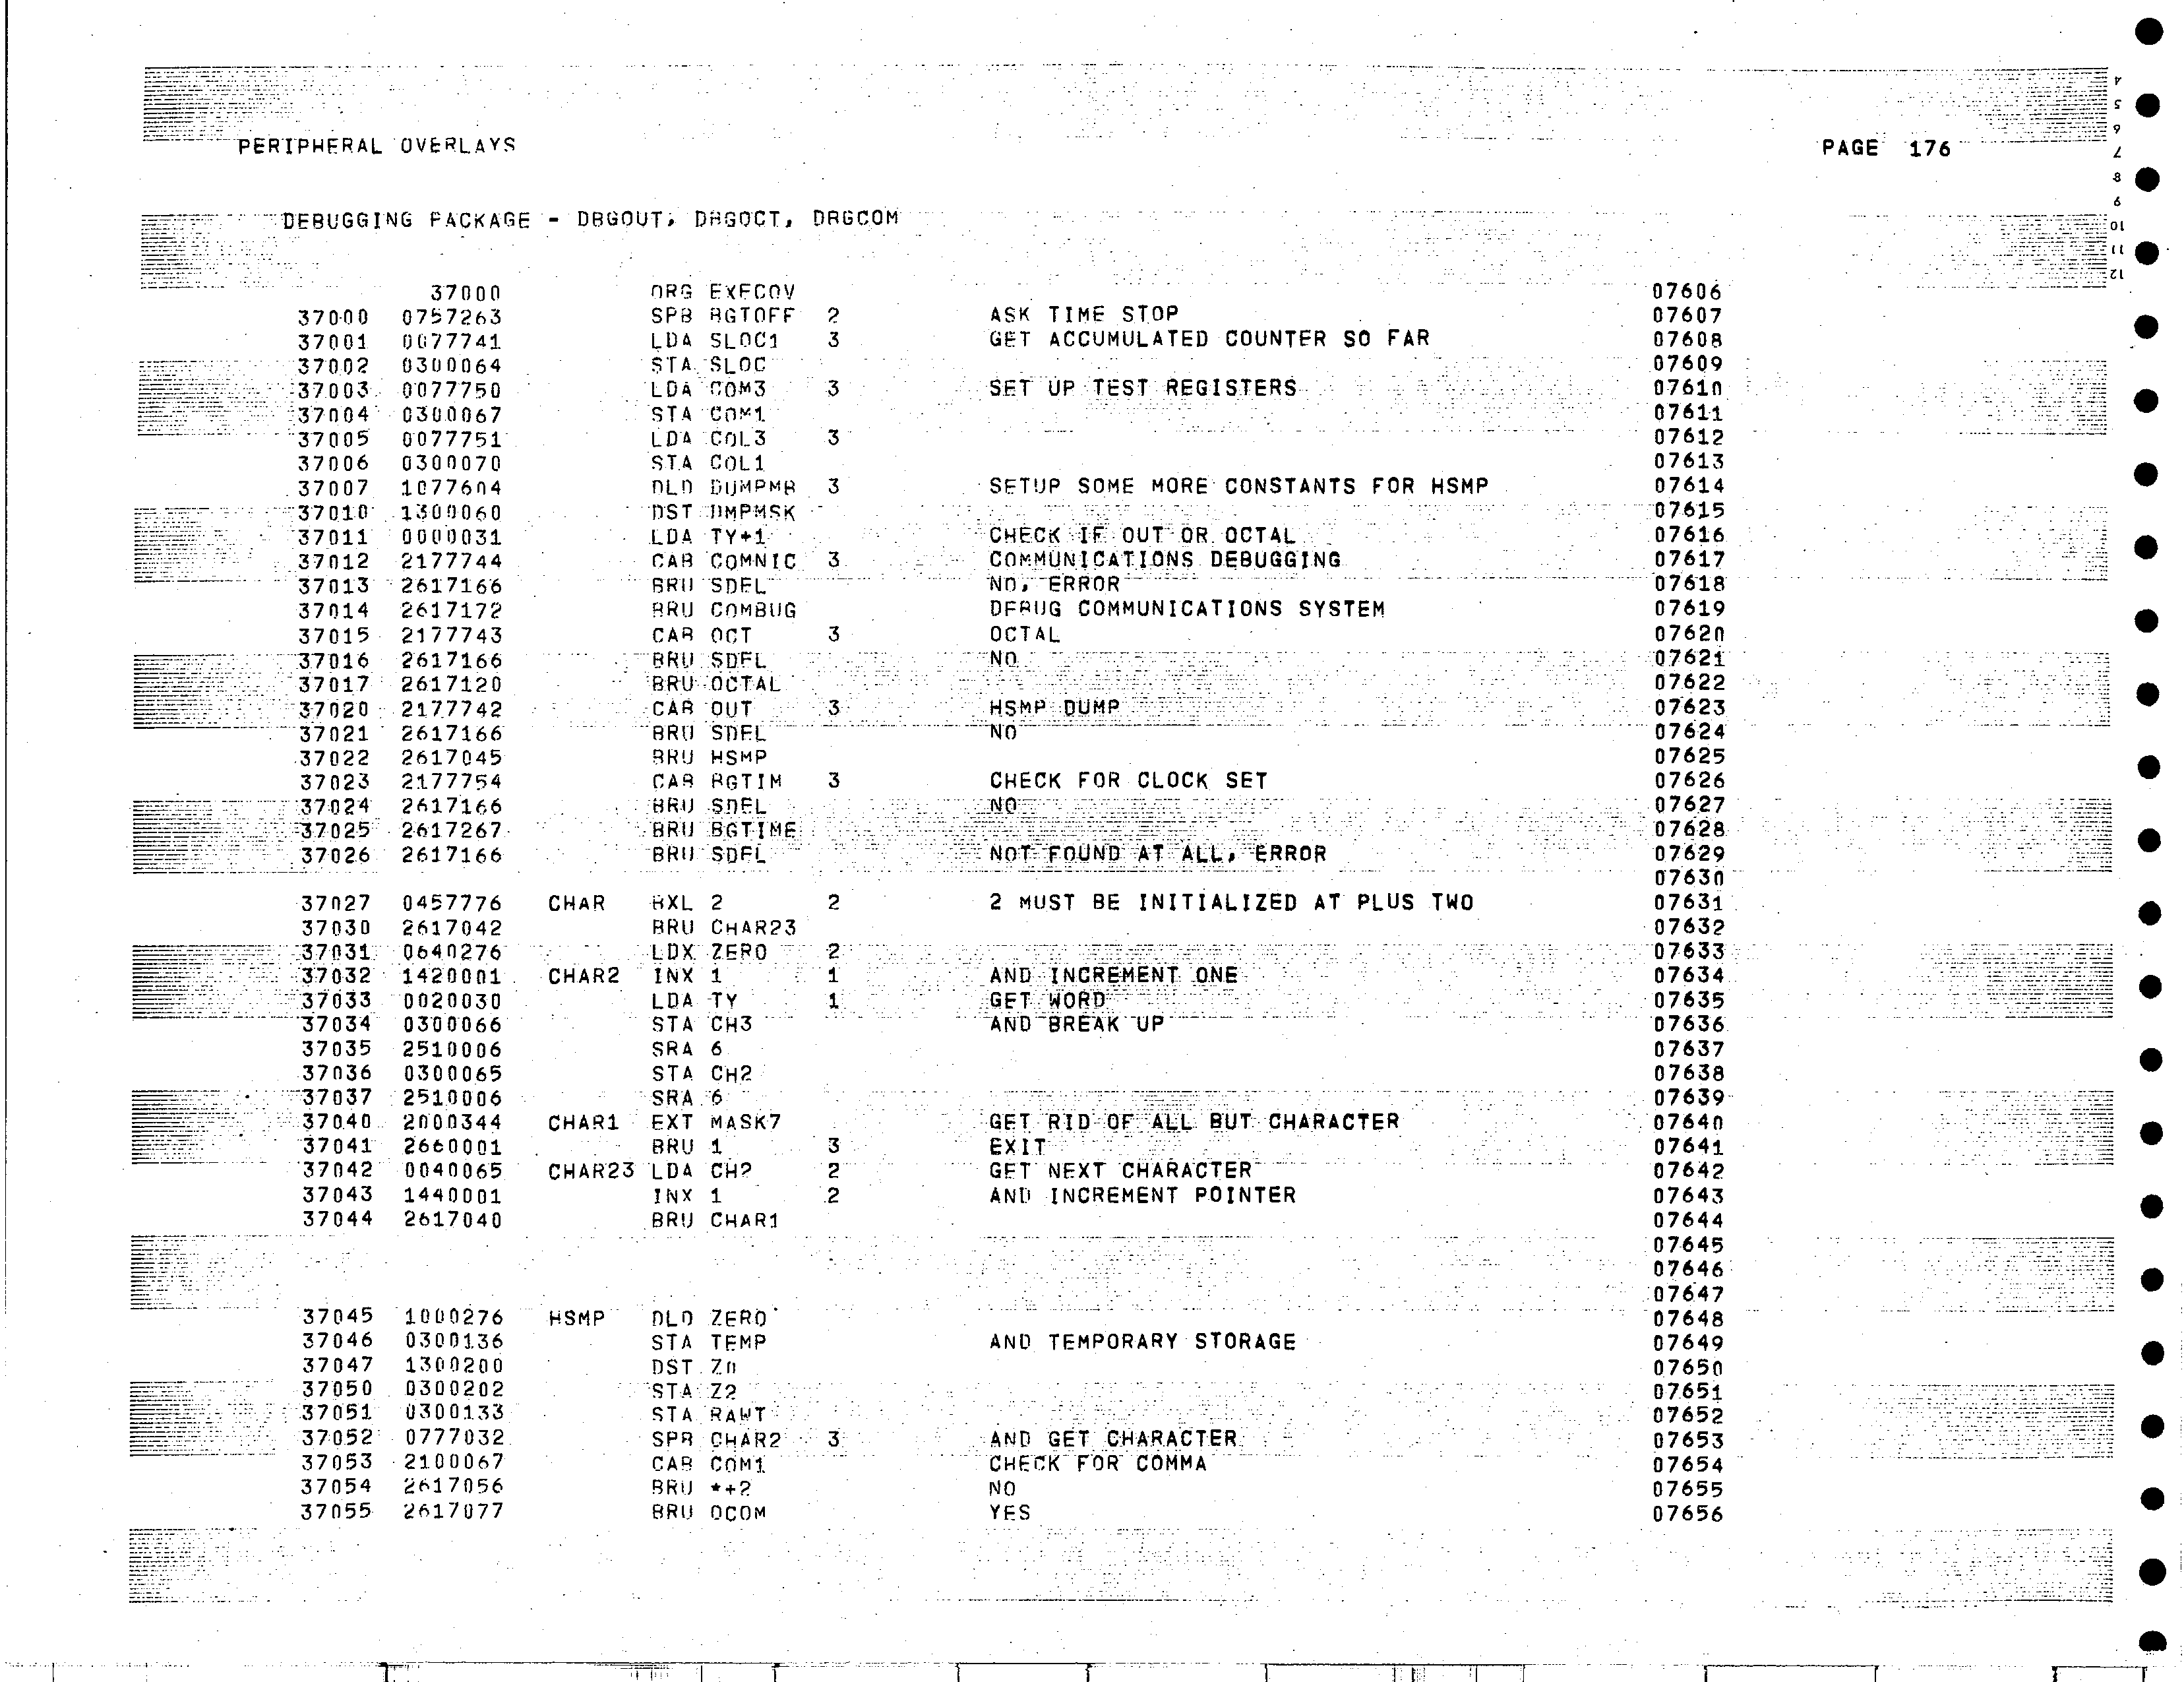 PERIPHERAL OVERLAYS PAGE 176
DEBUGGING PACKAGE - DBGOUT, DBGOCT, DBGCOM
37000 ORG EXECOV 07606
37000 0757263 SPB BGTOFF 2 ASK TIME STOP 07607
37001 0077741 LDA SLOC1 3 GET ACCUMULATED COUNTER SO FAR 07608
37002 0300064 STA SLOC 07609
37003 0077750 LDA COM3 3 SET UP TEST REGISTERS 07610
37004 0300067 STA COM1 07611
37005 0077751 LDA COL3 3 07612
37006 0300070 STA COL1 07613
37007 1077604 DLD DUMPMB 3 SETUP SOME MORE CONSTANTS FOR HSMP 07614
37010 1300060 DST DMPMSK 07615
37011 0000031 LDA TY+1 CHECK IF OUT OR OCTAL 07616
37012 2177744 CAB COMNIC 3 COMMUNICATIONS DEBUGGING 07617
37013 2617166 BRU SDEL NO, ERROR 07618
37014 2617172 BRU COMBUG DEBUG COMMUNICATIONS SYSTEM 07619
37015 2177743 CAB OCT 3 OCTAL 07620
37016 2617166 BRU SDEL NO 07621
37017 2617120 BRU OCTAL 07622
37020 2177742 CAB OUT 3 HSMP DUMP 07623
37021 2617166 BRU SDEL NO 07624
37022 2617045 BRU HSMP 07625
37023 2177754 CAB BGTIM 3 CHECK FOR CLOCK SET 07626
37024 2617166 BRU SDEL NO 07627
37025 2617267 BRU BGTIME 07628
37026 2617166 BRU SDEL NOT FOUND AT ALL, ERROR 07629
07630
37027 0457776 CHAR BXL 2 2 2 MUST BE INITIALIZED AT PLUS TWO 07631
37030 2617042 BRU CHAR23 07632
37031 0640276 LDX ZERO 2 07633
37032 1420001 CHAR2 INX 1 1 AND INCREMENT ONE 07634
37033 0020030 LDA TY 1 GET WORD 07635
37034 0300066 STA CH3 AND BREAK UP 07636
37035 2510006 SRA 6 07637
37036 0300065 STA CH2 07638
37037 2510006 SRA 6 07639
37040 2000344 CHAR1 EXT MASK7 GET RID OF ALL BUT CHARACTER 07640
37041 2660001 BRU 1 3 EXIT 07641
37042 0040065 CHAR23 LDA CH2 2 GET NEXT CHARACTER 07642
37043 1440001 INX 1 2 AND INCREMENT POINTER 07643
37044 2617040 BRU CHAR1 07644
07645
07646
07647
37045 1000276 HSMP DLD ZERO 07648
37046 0300136 STA TEMP AND TEMPORARY STORAGE 07649
37047 1300200 DST Z0 07650
37050 0300202 STA Z2 07651
37051 0300133 STA RAWT 07652
37052 0777032 SPB CHAR2 3 AND GET CHARACTER 07653
37053 2100067 CAB COM1 CHECK FOR COMMA 07654
37054 2617056 BRU *+2 NO 07655
37055 2617077 BRU OCOM YES 07656
4
5
6
7
8
9
10
11
12